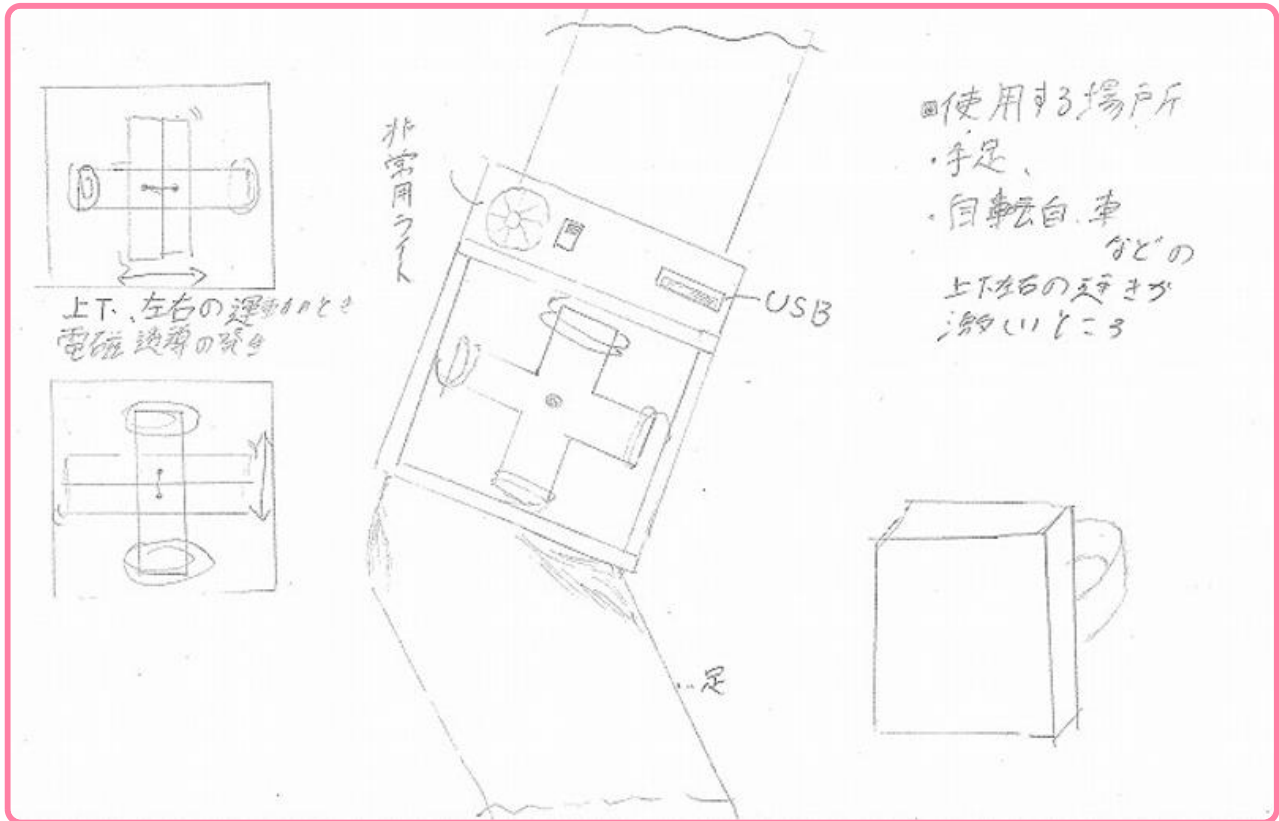 上下、左右の運動のとき
電磁誘導の発生
非常用ライト
USB
‥足
▣使用する場所
・手足、
・自転自.車
などの
上下左右の動きが
激しいところ